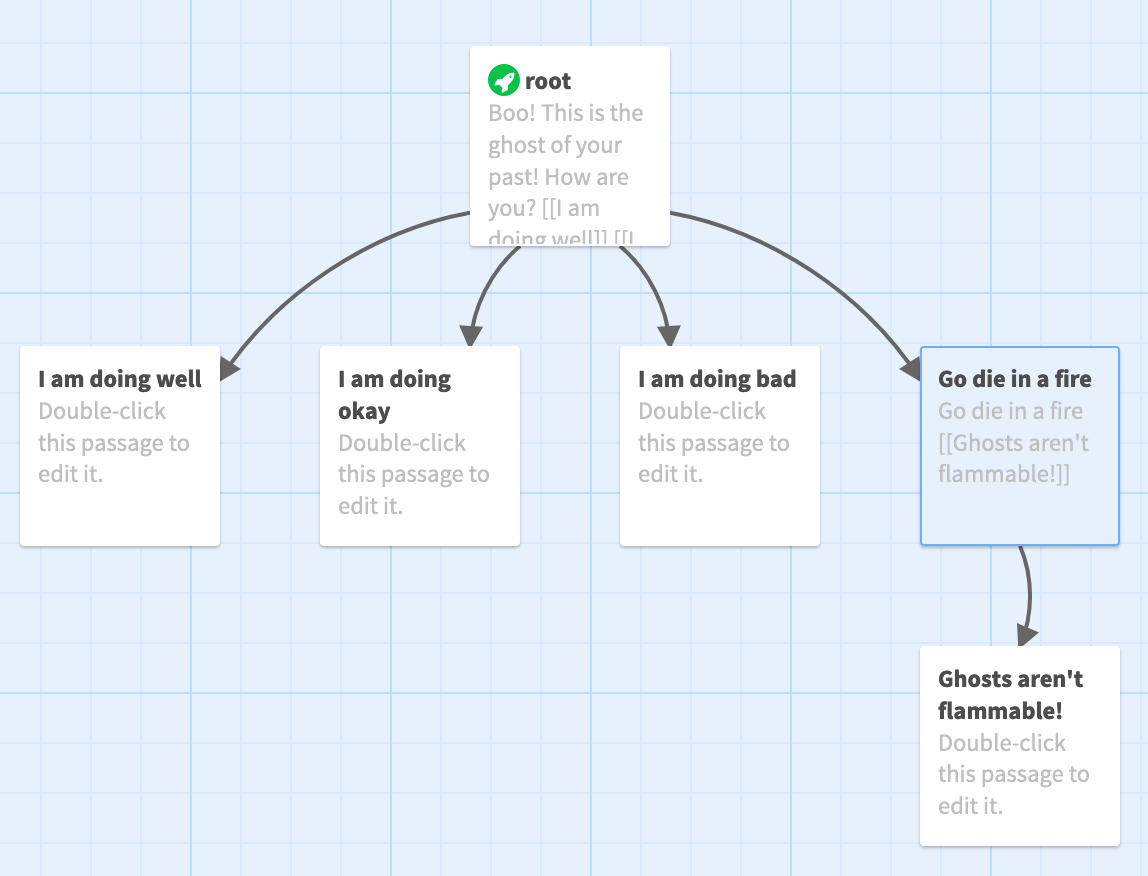 root
Boo! This is the
ghost of your
past! How are
you? [[I am
doing well]] [[I
I am doing well
Double-click
this passage to
edit it.
I am doing
okay
Double-click
this passage to
edit it.
I am doing bad
Double-click
this passage to
edit it.
Go die in a fire
Go die in a fire
[[Ghosts aren't
flammable!]]
Ghosts aren't
flammable!
Double-click
this passage to
edit it.